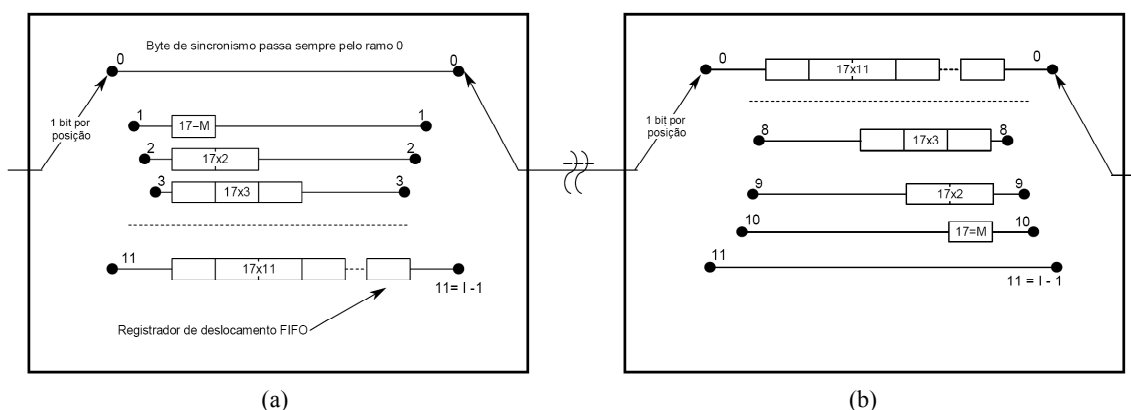 Byte de sincronismo passa sempre pelo ramo 0
0
0
1 bit por
posição
1
17–M
1
2
17x2
2
3
17x3
3
11
17x11
11= I -1
Registrador de deslocamento FIFO
(a)
0
17x11
0
1 bit por
posição
8
17x3
8
9
17x2
9
10
17=M
10
11
11 = I - 1
(b)